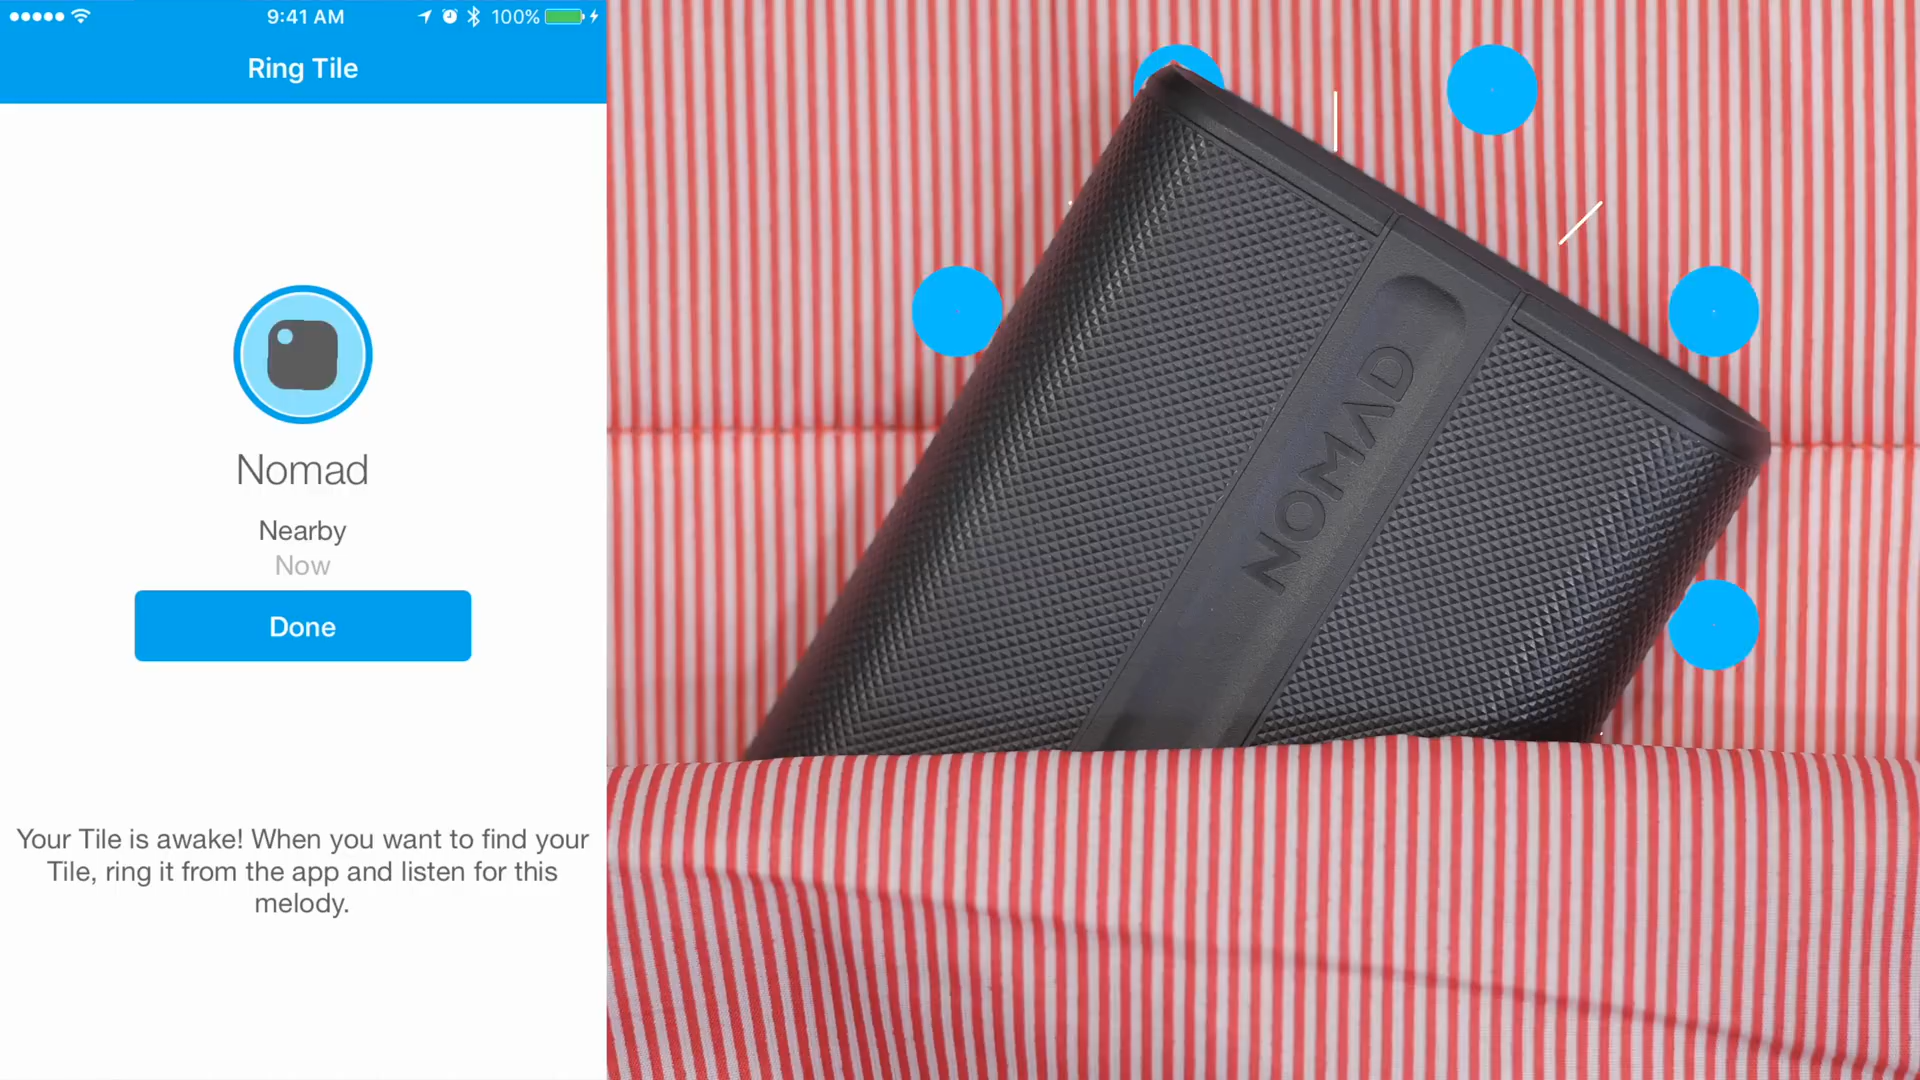 9:41 AM
100%
Ring Tile
Nomad
Nearby
Now
Done
Your Tile is awake! When you want to find your
Tile, ring it from the app and listen for this
melody.
NOMAD